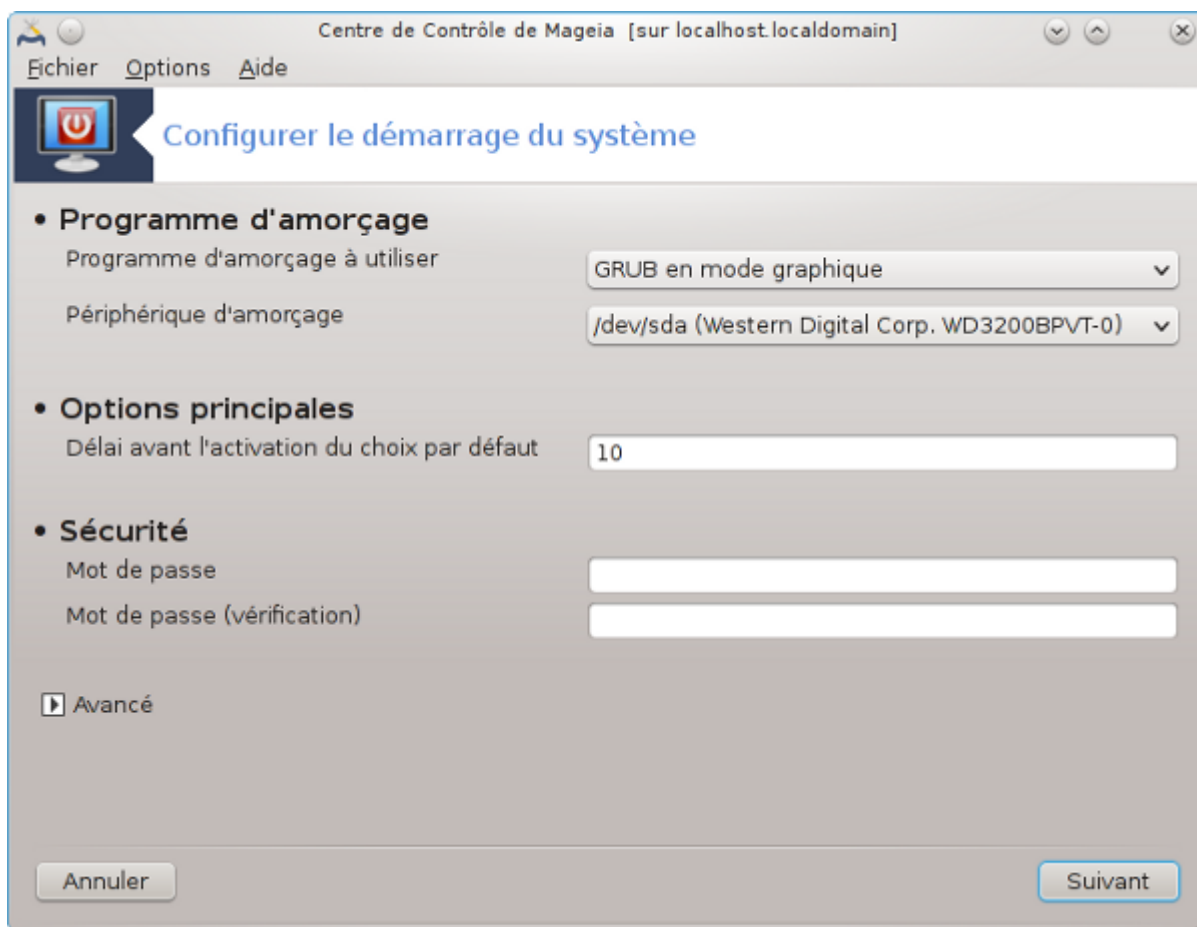 Centre de Contrôle de Mageia [sur localhost.localdomain]
Fichier Options Aide
Configurer le démarrage du système
• Programme d'amorçage
Programme d'amorçage à utiliser
GRUB en mode graphique
Périphérique d'amorçage
/dev/sda (Western Digital Corp. WD3200BPVT-0)
• Options principales
Délai avant l'activation du choix par défaut
10
• Sécurité
Mot de passe
Mot de passe (vérification)
Avancé
Annuler
Suivant